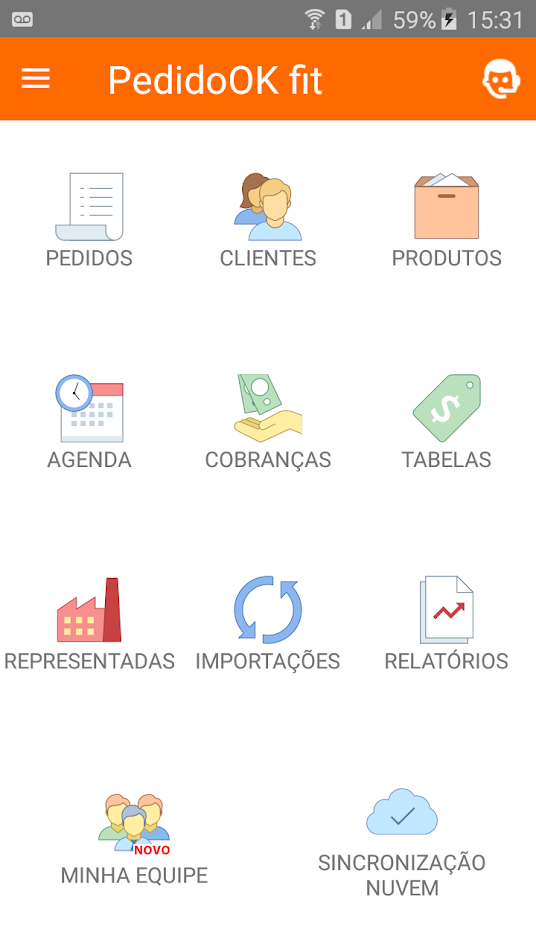 1 59% 15:31
PedidoOK fit
PEDIDOS CLIENTES PRODUTOS
$
AGENDA COBRANÇAS TABELAS
REPRESENTADAS IMPORTAÇÕES RELATÓRIOS
NOVO
MINHA EQUIPE
SINCRONIZAÇÃO
NUVEM